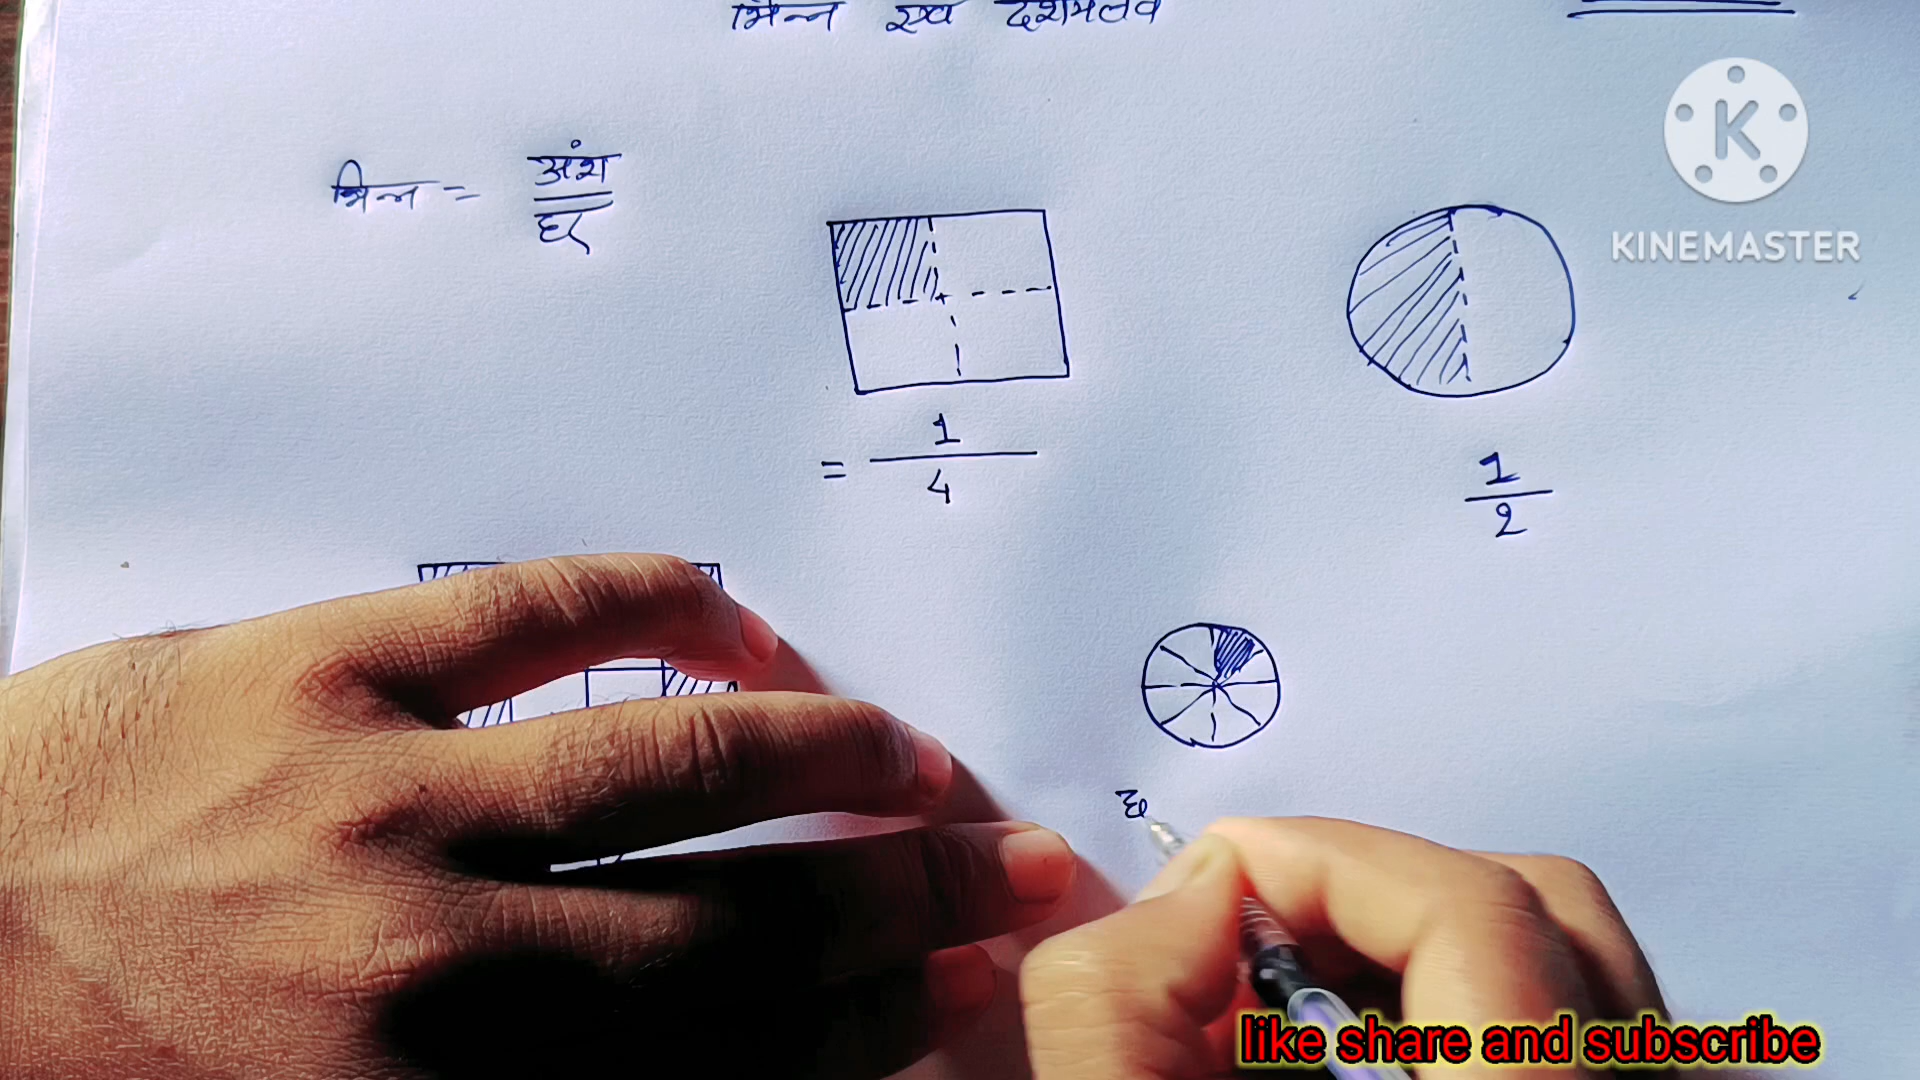 भिन्न एवं दशमलव
भिन्न = अंश
हर
= 1
4
1
2
ह
K
KINEMASTER
like share and subscribe